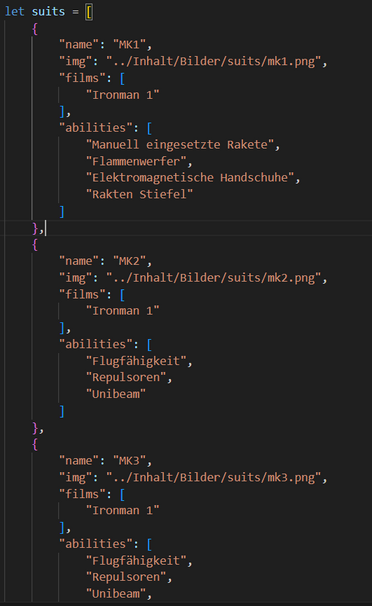 let suits = [
    {
        "name": "MK1",
        "img": "../Inhalt/Bilder/suits/mk1.png",
        "films": [
            "Ironman 1"
        ],
        "abilities": [
            "Manuell eingesetzte Rakete",
            "Flammenwerfer",
            "Elektromagnetische Handschuhe",
            "Rakten Stiefel"
        ]
    },
    {
        "name": "MK2",
        "img": "../Inhalt/Bilder/suits/mk2.png",
        "films": [
            "Ironman 1"
        ],
        "abilities": [
            "Flugfähigkeit",
            "Repulsoren",
            "Unibeam"
        ]
    },
    {
        "name": "MK3",
        "img": "../Inhalt/Bilder/suits/mk3.png",
        "films": [
            "Ironman 1"
        ],
        "abilities": [
            "Flugfähigkeit",
            "Repulsoren",
            "Unibeam",